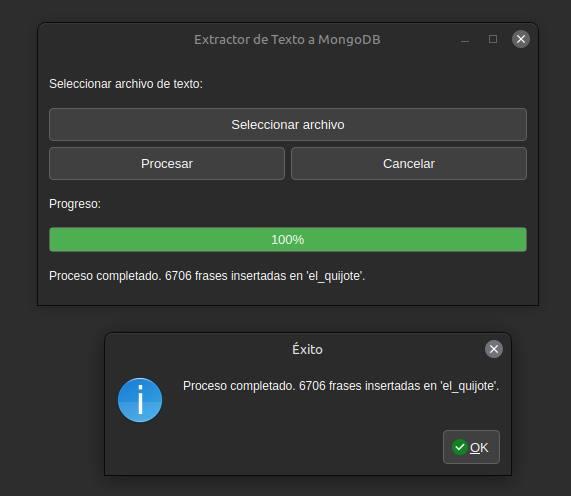 Extractor de Texto a MongoDB
Seleccionar archivo de texto:
Seleccionar archivo
Procesar
Cancelar
Progreso:
100%
Proceso completado. 6706 frases insertadas en 'el_quijote'.
Éxito
Proceso completado. 6706 frases insertadas en 'el_quijote'.
OK